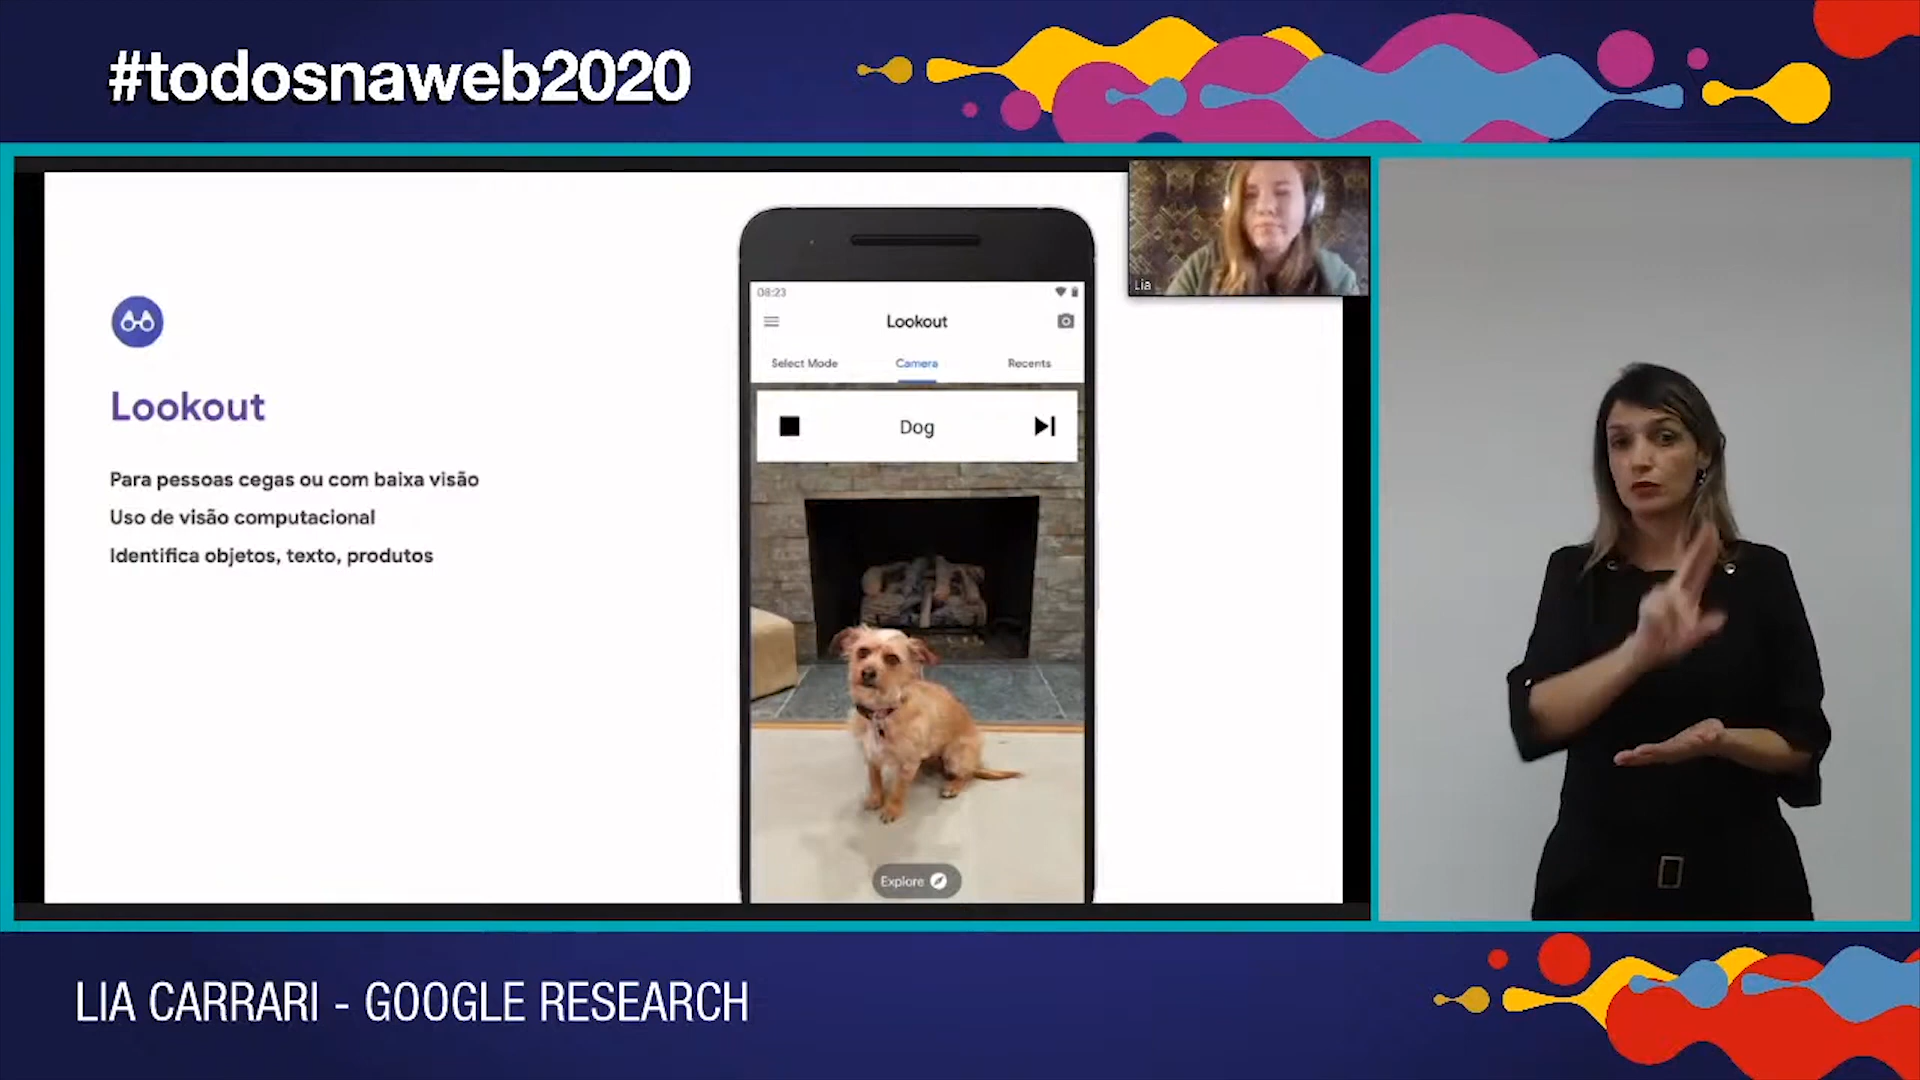 #todosnaweb2020
Lookout
Para pessoas cegas ou com baixa visão
Uso de visão computacional
Identifica objetos, texto, produtos
08:23
Lookout
Select Mode
Camera
Recents
Dog
Explore
Lia
LIA CARRARI - GOOGLE RESEARCH